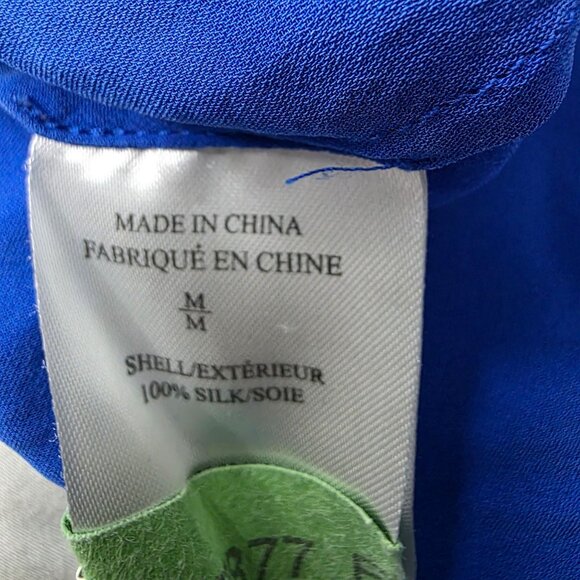 MADE IN CHINA
FABRIQUÉ EN CHINE
M
M
SHELL/EXTÉRIEUR
100% SILK/SOIE